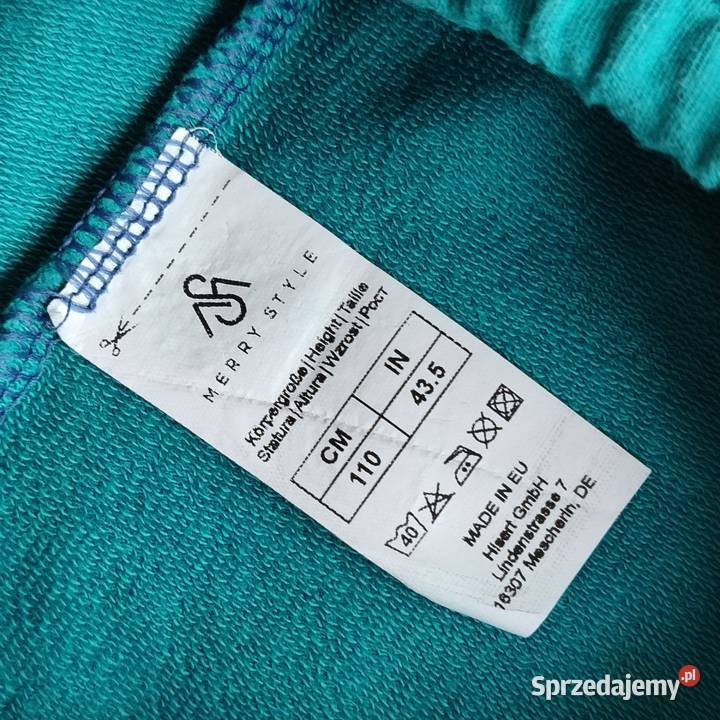 MERRY STYLE
Körpergröße|Height|Taille
Statura|Altura|Wzrost|Рост
CM IN
110 43.5
40
MADE IN EU
Hisert GmbH
Lindenstrasse 7
16307 Mescherin, DE
Sprzedajemy.pl